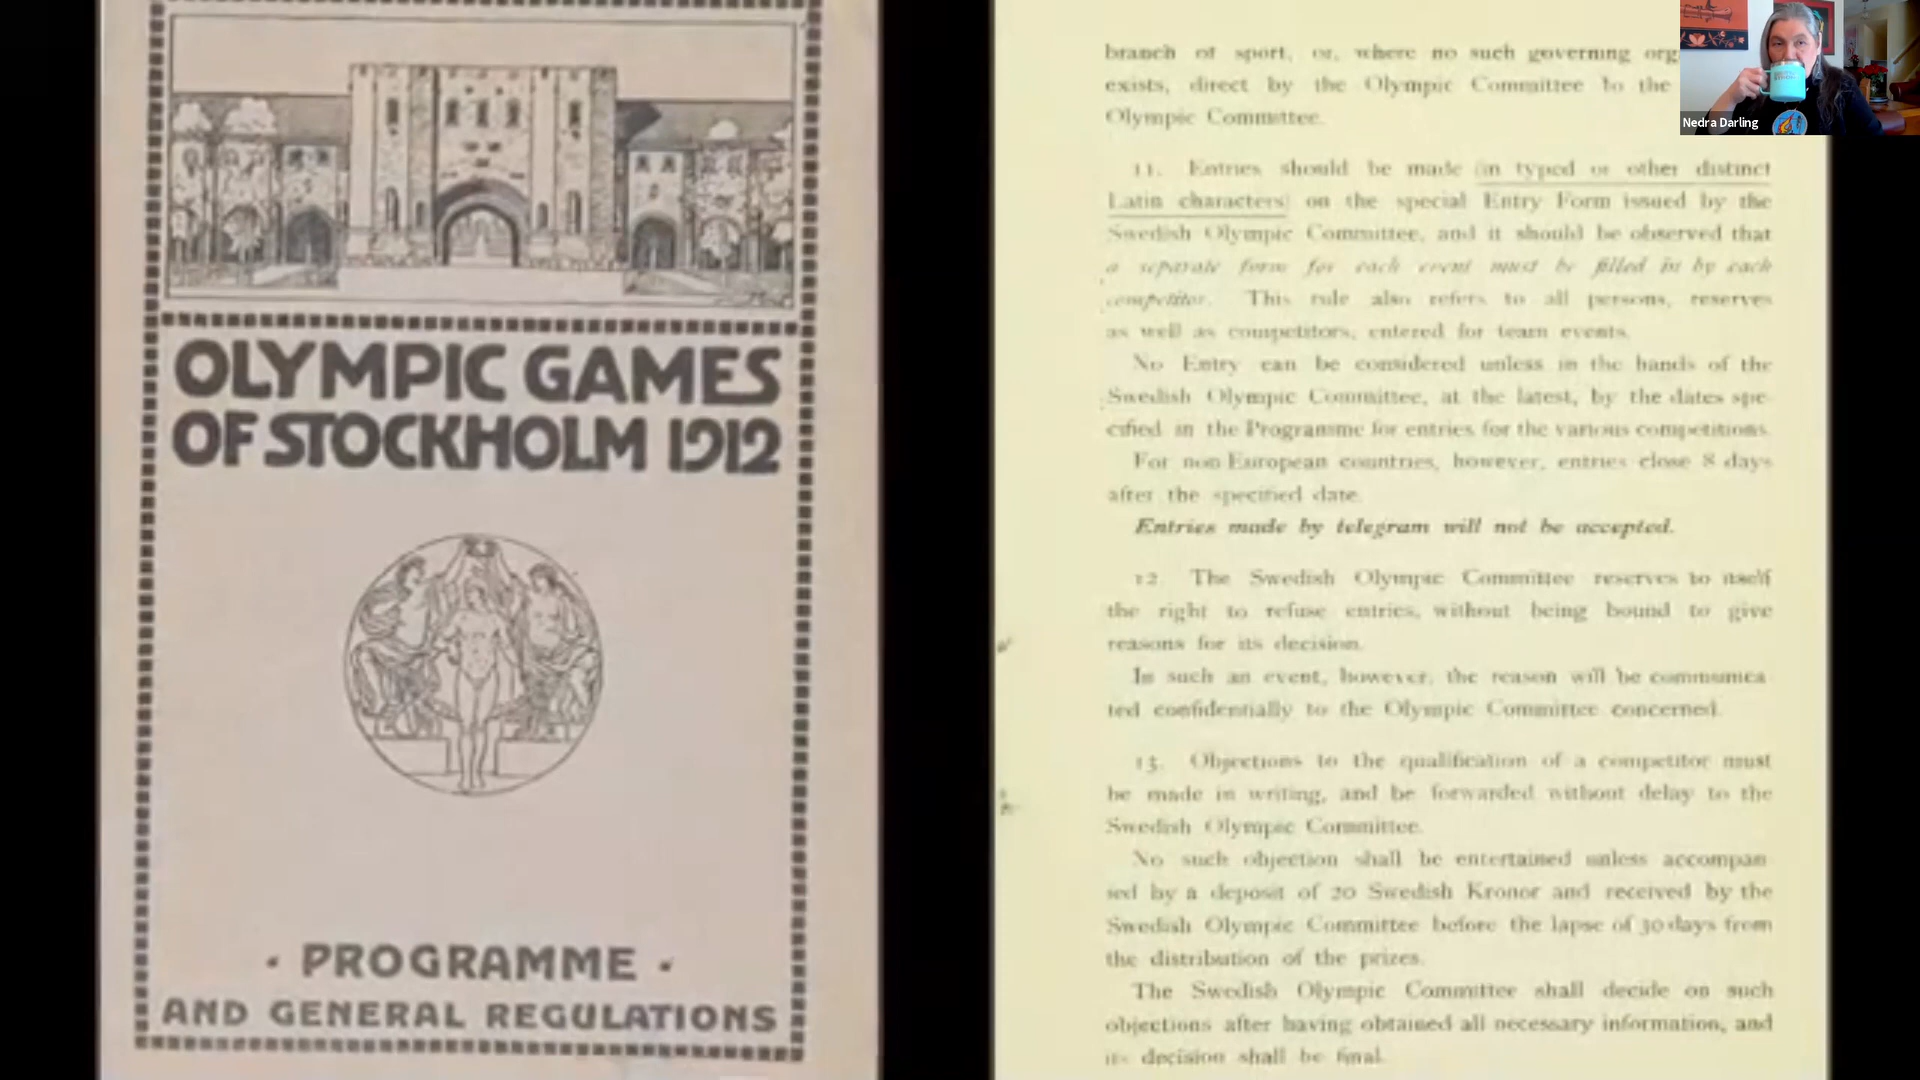 OLYMPIC GAMES
OF STOCKHOLM 1912
• PROGRAMME •
AND GENERAL REGULATIONS
branch of sport, or, where no such governing org
exists, direct by the Olympic Committee to the
Olympic Committee.
11. Entries should be made (in typed or other distinct
Latin characters) on the special Entry Form issued by the
Swedish Olympic Committee, and it should be observed that
a separate form for each event must be filled in by each
competitor. This rule also refers to all persons, reserves
as well as competitors, entered for team events.
No Entry can be considered unless in the hands of the
Swedish Olympic Committee, at the latest, by the dates spe-
cified in the Programme for entries for the various competitions.
For non European countries, however, entries close 8 days
after the specified date.
Entries made by telegram will not be accepted.
12. The Swedish Olympic Committee reserves to itself
the right to refuse entries, without being bound to give
reasons for its decision.
In such an event, however, the reason will be communica-
ted confidentially to the Olympic Committee concerned.
13. Objections to the qualification of a competitor must
be made in writing, and be forwarded without delay to the
Swedish Olympic Committee.
No such objection shall be entertained unless accompan-
ied by a deposit of 20 Swedish Kronor and received by the
Swedish Olympic Committee before the lapse of 30 days from
the distribution of the prizes.
The Swedish Olympic Committee shall decide on such
objections after having obtained all necessary information, and
its decision shall be final.
Nedra Darling